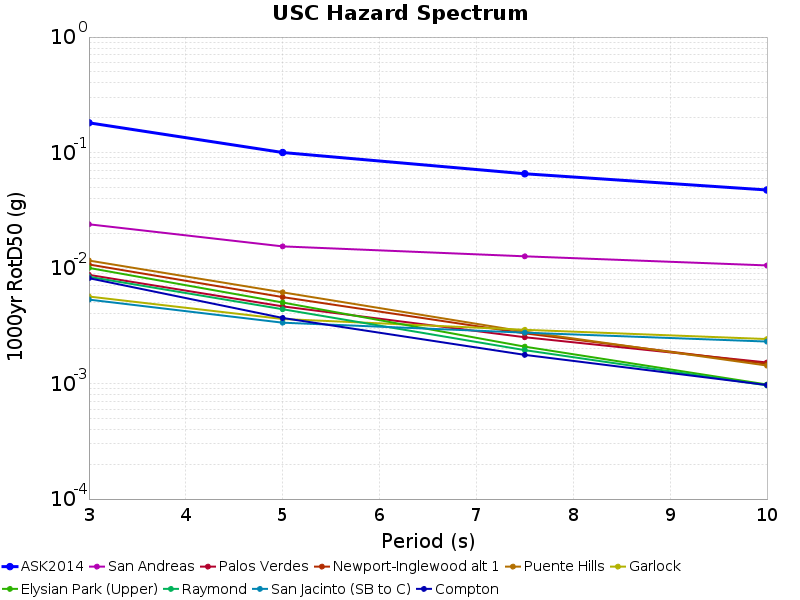 USC Hazard Spectrum
10^0
10^-1
10^-2
10^-3
10^-4
1000yr RotD50 (g)
3 4 5 6 7 8 9 10
Period (s)
ASK2014 San Andreas Palos Verdes Newport-Inglewood alt 1 Puente Hills Garlock
Elysian Park (Upper) Raymond San Jacinto (SB to C) Compton